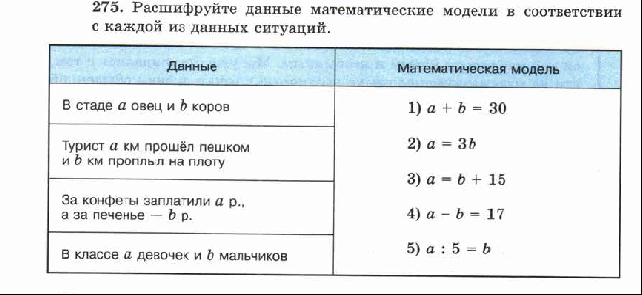 275. Расшифруйте данные математические модели в соответствии
с каждой из данных ситуаций.
Данные
Математическая модель
В стаде a овец и b коров
Турист a км прошёл пешком
и b км проплыл на плоту
За конфеты заплатили a р.,
а за печенье — b р.
В классе a девочек и b мальчиков
1) a + b = 30
2) a = 3b
3) a = b + 15
4) a − b = 17
5) a : 5 = b